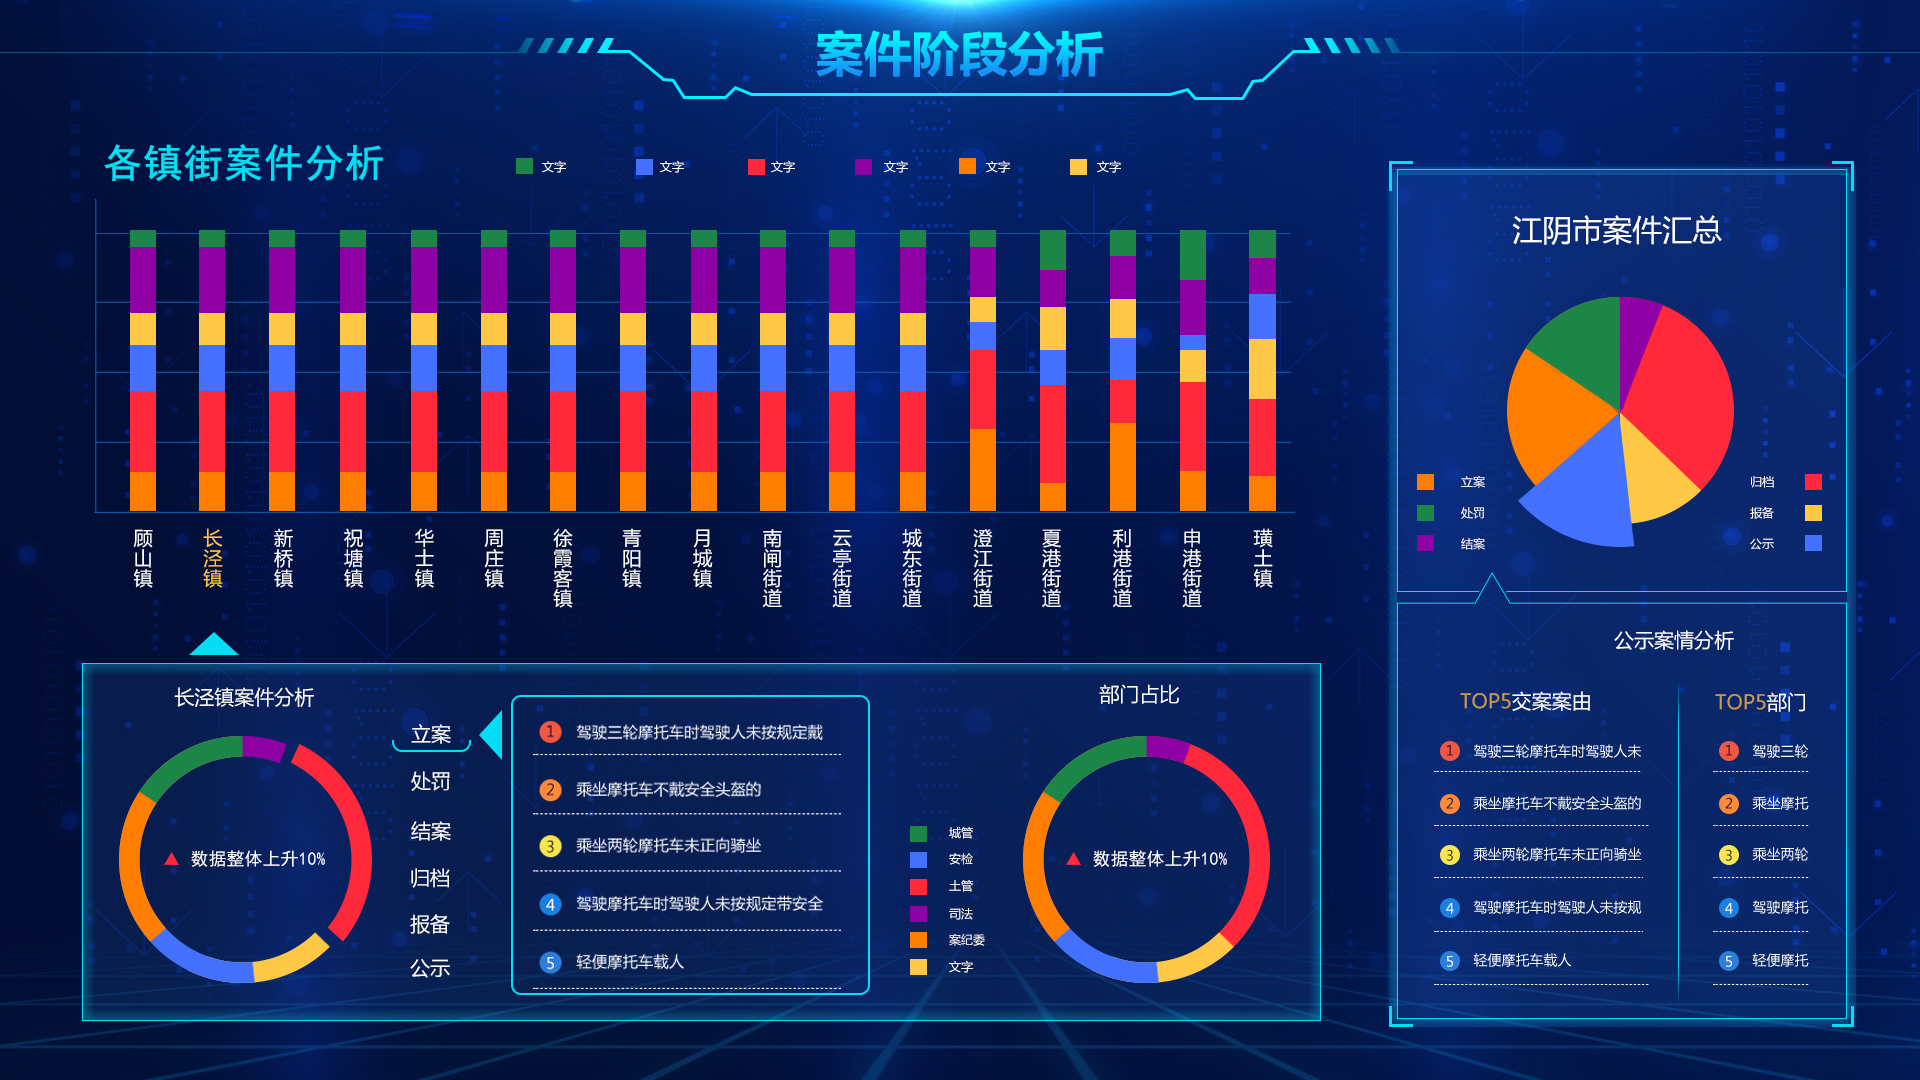 案件阶段分析
各镇街案件分析
文字
文字
文字
文字
文字
文字
顾山镇
长泾镇
新桥镇
祝塘镇
华士镇
周庄镇
徐霞客镇
青阳镇
月城镇
南闸街道
云亭街道
城东街道
澄江街道
夏港街道
利港街道
申港街道
璜土镇
江阴市案件汇总
立案
处罚
结案
归档
报备
公示
长泾镇案件分析
数据整体上升10%
立案
处罚
结案
归档
报备
公示
1 驾驶三轮摩托车时驾驶人未按规定戴
2 乘坐摩托车不戴安全头盔的
3 乘坐两轮摩托车未正向骑坐
4 驾驶摩托车时驾驶人未按规定带安全
5 轻便摩托车载人
部门占比
城管
安检
土管
司法
案纪委
文字
数据整体上升10%
公示案情分析
TOP5交案案由
1 驾驶三轮摩托车时驾驶人未
2 乘坐摩托车不戴安全头盔的
3 乘坐两轮摩托车未正向骑坐
4 驾驶摩托车时驾驶人未按规
5 轻便摩托车载人
TOP5部门
1 驾驶三轮
2 乘坐摩托
3 乘坐两轮
4 驾驶摩托
5 轻便摩托